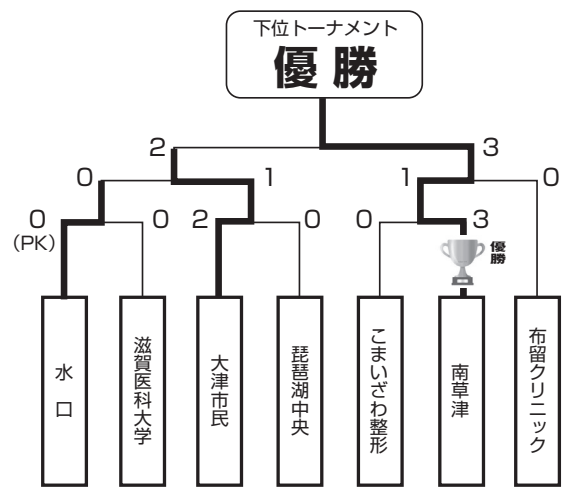 下位トーナメント
優勝
2
3
0
1
1
0
0
(PK)
0
2
0
0
3
優勝
水口
滋賀医科大学
大津市民
琵琶湖中央
こまいざわ整形
南草津
布留クリニック